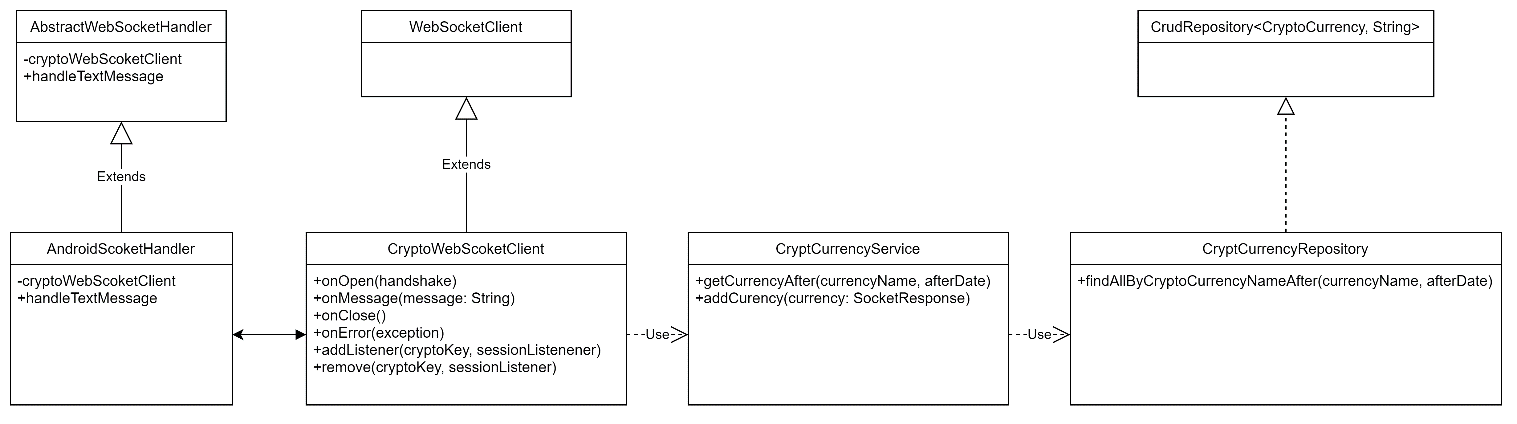 AbstractWebSocketHandler
-cryptoWebScoketClient
+handleTextMessage
WebSocketClient
CrudRepository<CryptoCurrency, String>
Extends
Extends
AndroidScoketHandler
-cryptoWebScoketClient
+handleTextMessage
CryptoWebScoketClient
+onOpen(handshake)
+onMessage(message: String)
+onClose()
+onError(exception)
+addListener(cryptoKey, sessionListenener)
+remove(cryptoKey, sessionListener)
Use
CryptCurrencyService
+getCurrencyAfter(currencyName, afterDate)
+addCurency(currency: SocketResponse)
Use
CryptCurrencyRepository
+findAllByCryptoCurrencyNameAfter(currencyName, afterDate)